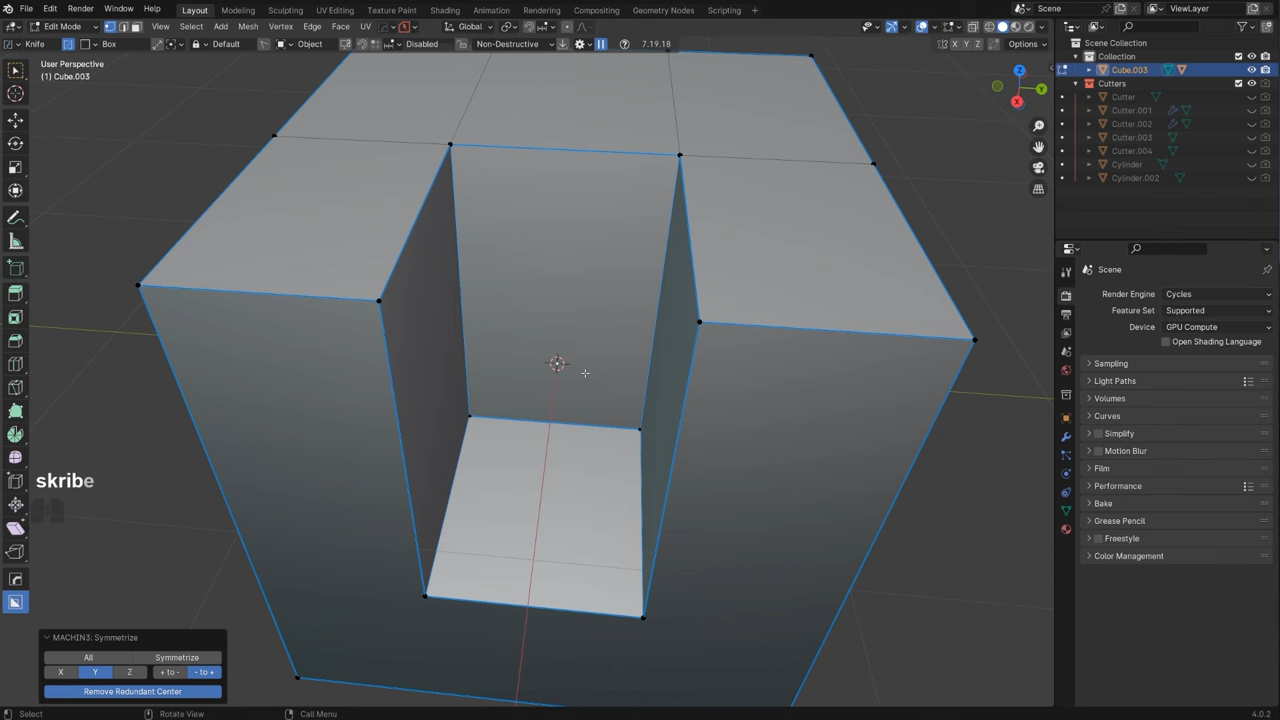 File Edit Render Window Help Layout Modeling Sculpting UV Editing Texture Paint Shading Animation Rendering Compositing Geometry Nodes Scripting + Scene ViewLayer
Edit Mode View Select Add Mesh Vertex Edge Face UV Global
Knife Box Default Object Disabled Non-Destructive 7.19.18 X Y Z Options
User Perspective
(1) Cube.003
Scene Collection
Collection
Cube.003
Cutters
Cutter
Cutter.001
Cutter.002
Cutter.003
Cutter.004
Cylinder
Cylinder.002
Z
Y
X
Scene
Render Engine Cycles
Feature Set Supported
Device GPU Compute
Open Shading Language
Sampling
Light Paths
Volumes
Curves
Simplify
Motion Blur
Film
Performance
Bake
Grease Pencil
Freestyle
Color Management
skribe
MACHIN3: Symmetrize
All Symmetrize
X Y Z + to - - to +
Remove Redundant Center
Select Rotate View Call Menu 4.0.2